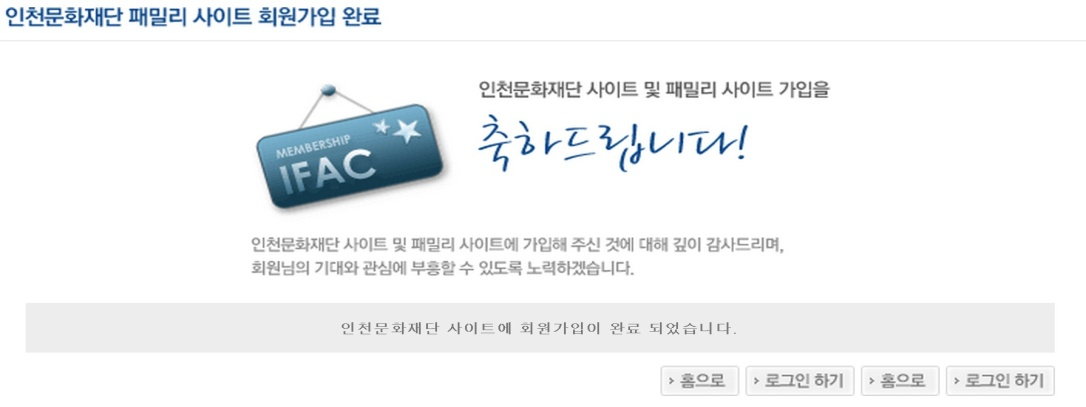 인천문화재단 패밀리 사이트 회원가입 완료
인천문화재단 사이트 및 패밀리 사이트 가입을
축하드립니다!
MEMBERSHIP
IFAC
인천문화재단 사이트 및 패밀리 사이트에 가입해 주신 것에 대해 깊이 감사드리며,
회원님의 기대와 관심에 부흥할 수 있도록 노력하겠습니다.
인천문화재단 사이트에 회원가입이 완료 되었습니다.
› 홈으로 › 로그인 하기 › 홈으로 › 로그인 하기